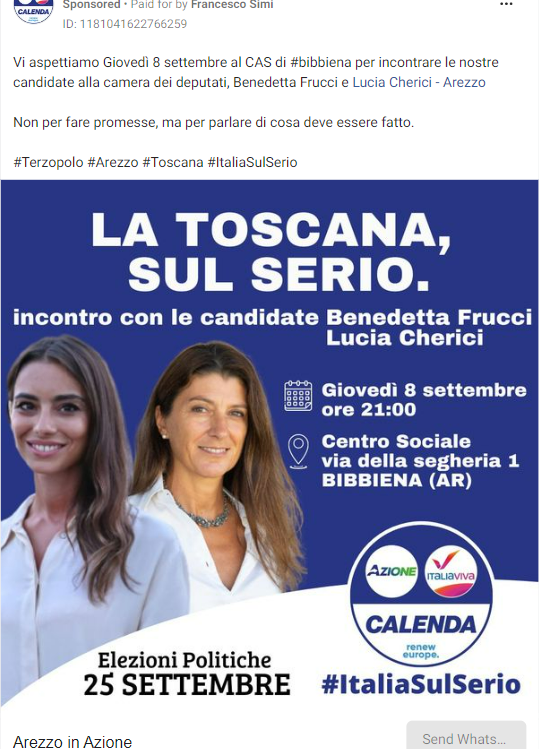 CALENDA
Sponsored • Paid for by Francesco Simi
ID: 1181041622766259
Vi aspettiamo Giovedì 8 settembre al CAS di #bibbiena per incontrare le nostre
candidate alla camera dei deputati, Benedetta Frucci e Lucia Cherici - Arezzo
Non per fare promesse, ma per parlare di cosa deve essere fatto.
#Terzopolo #Arezzo #Toscana #ItaliaSulSerio
LA TOSCANA,
SUL SERIO.
incontro con le candidate Benedetta Frucci
Lucia Cherici
Giovedì 8 settembre
ore 21:00
Centro Sociale
via della segheria 1
BIBBIENA (AR)
AZIONE
ITALIAVIVA
CALENDA
renew
europe.
Elezioni Politiche
25 SETTEMBRE
#ItaliaSulSerio
Arezzo in Azione
Send Whats...